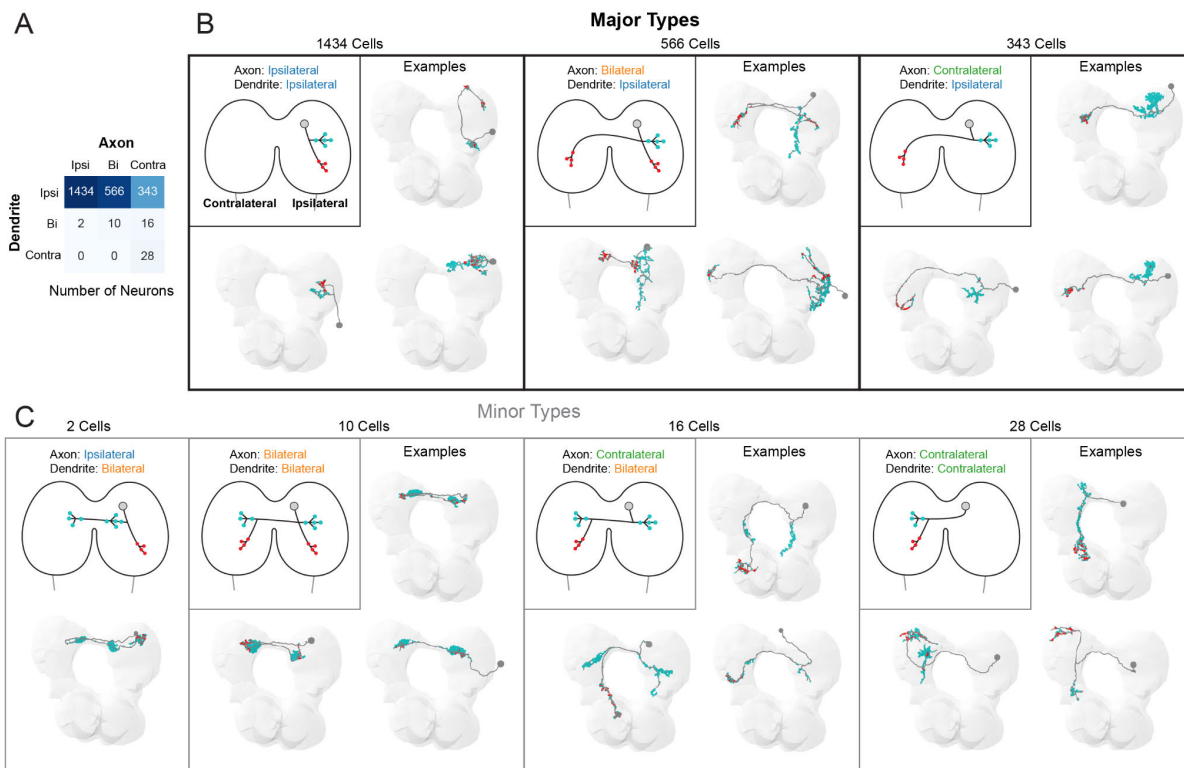 A
Axon
Ipsi Bi Contra
Dendrite
Ipsi 1434 566 343
Bi 2 10 16
Contra 0 0 28
Number of Neurons
B
Major Types
1434 Cells
Axon: Ipsilateral
Dendrite: Ipsilateral
Contralateral Ipsilateral
Examples
566 Cells
Axon: Bilateral
Dendrite: Ipsilateral
Examples
343 Cells
Axon: Contralateral
Dendrite: Ipsilateral
Examples
C
Minor Types
2 Cells
Axon: Ipsilateral
Dendrite: Bilateral
10 Cells
Axon: Bilateral
Dendrite: Bilateral
Examples
16 Cells
Axon: Contralateral
Dendrite: Bilateral
Examples
28 Cells
Axon: Contralateral
Dendrite: Contralateral
Examples